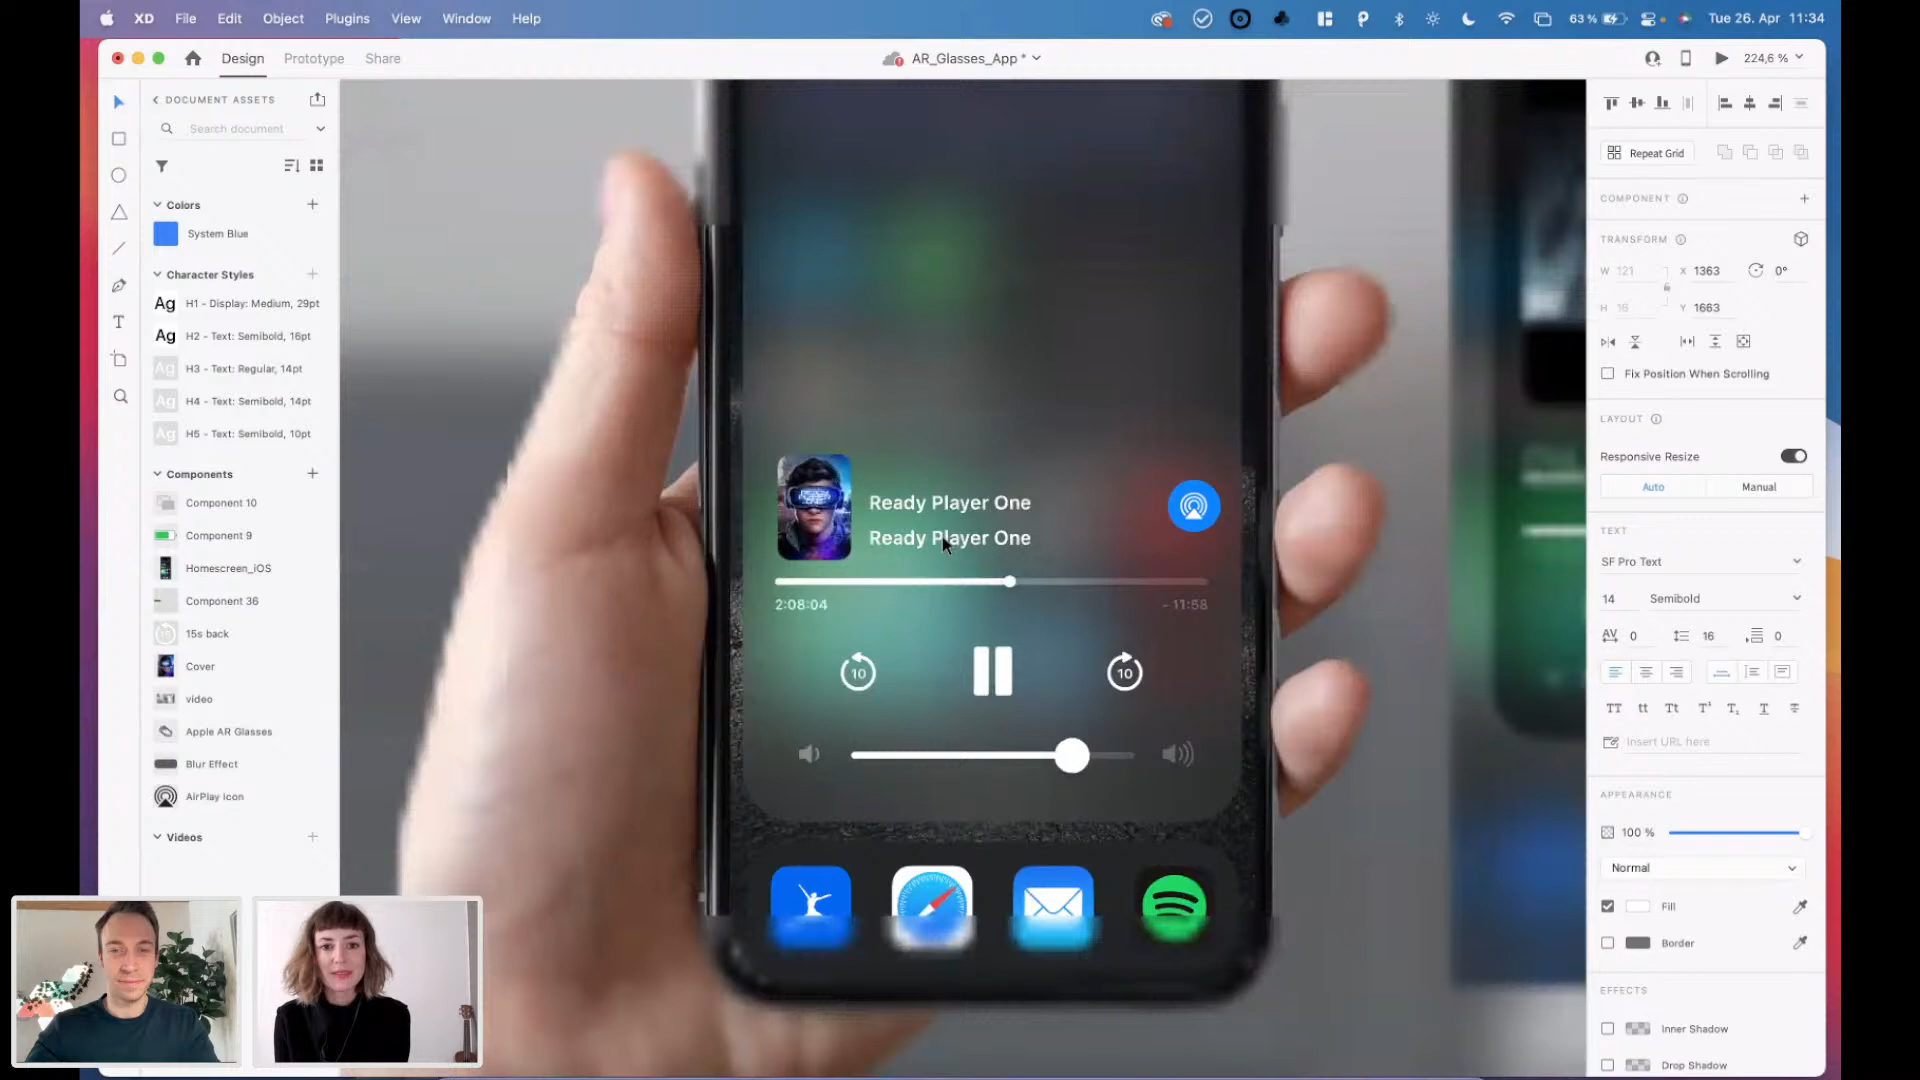 XD File Edit Object Plugins View Window Help
63 % Tue 26. Apr 11:34
Design Prototype Share
AR_Glasses_App *
224,6 %
DOCUMENT ASSETS
Search document
Colors
System Blue
Character Styles
Ag H1 - Display: Medium, 29pt
Ag H2 - Text: Semibold, 16pt
Ag H3 - Text: Regular, 14pt
Ag H4 - Text: Semibold, 14pt
Ag H5 - Text: Semibold, 10pt
Components
Component 10
Component 9
Homescreen_iOS
Component 36
15s back
Cover
video
Apple AR Glasses
Blur Effect
AirPlay Icon
Videos
Ready Player One
Ready Player One
2:08:04
- 11:58
10
10
Repeat Grid
COMPONENT
TRANSFORM
W 121 X 1363 0°
H 16 Y 1663
Fix Position When Scrolling
LAYOUT
Responsive Resize
Auto Manual
TEXT
SF Pro Text
14 Semibold
AV 0 16 0
TT tt Tt T¹ T₁ T T
Insert URL here
APPEARANCE
100 %
Normal
Fill
Border
EFFECTS
Inner Shadow
Drop Shadow